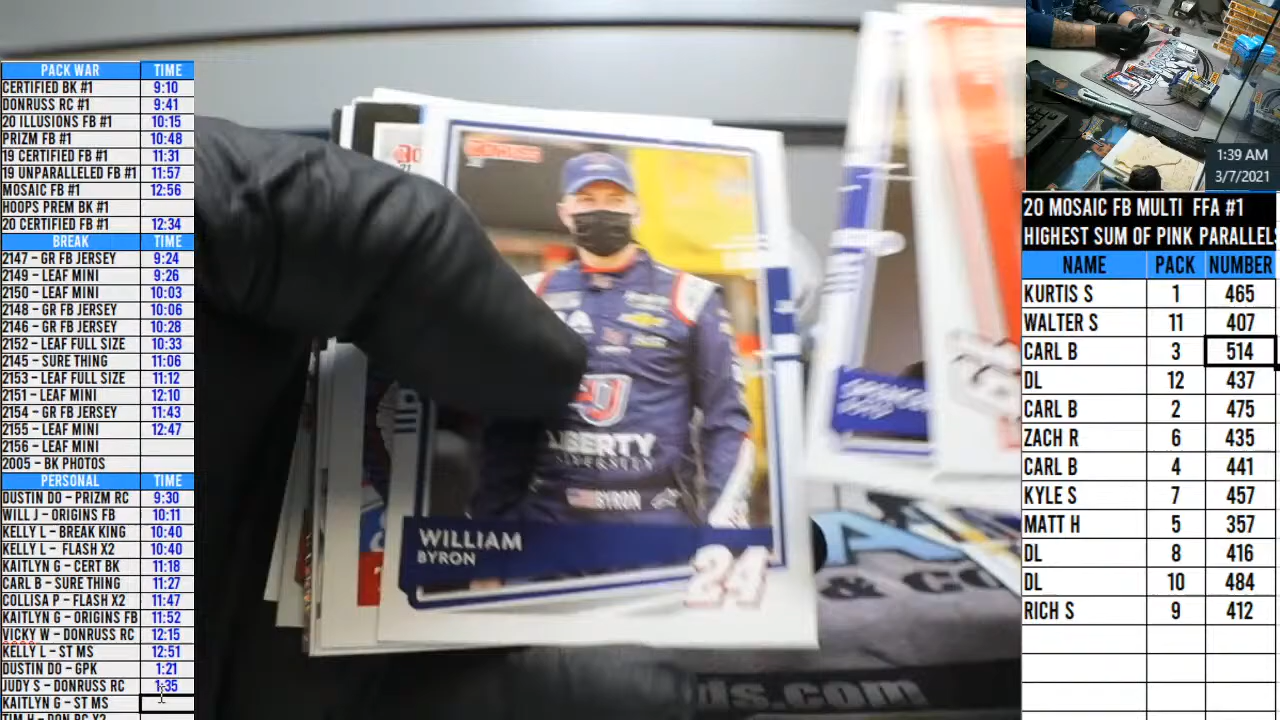 PACK WAR TIME
CERTIFIED BK #1 9:10
DONRUSS RC #1 9:41
20 ILLUSIONS FB #1 10:15
PRIZM FB #1 10:48
19 CERTIFIED FB #1 11:31
19 UNPARALLELED FB #1 11:57
MOSAIC FB #1 12:56
HOOPS PREM BK #1
20 CERTIFIED FB #1 12:34
BREAK TIME
2147 – GR FB JERSEY 9:24
2149 – LEAF MINI 9:26
2150 – LEAF MINI 10:03
2148 – GR FB JERSEY 10:06
2146 – GR FB JERSEY 10:28
2152 – LEAF FULL SIZE 10:33
2145 – SURE THING 11:06
2153 – LEAF FULL SIZE 11:12
2151 – LEAF MINI 12:10
2154 – GR FB JERSEY 11:43
2155 – LEAF MINI 12:47
2156 – LEAF MINI
2005 – BK PHOTOS
PERSONAL TIME
DUSTIN DO – PRIZM RC 9:30
WILL J – ORIGINS FB 10:11
KELLY L – BREAK KING 10:40
KELLY L – FLASH X2 10:40
KAITLYN G – CERT BK 11:18
CARL B – SURE THING 11:27
COLLISA P – FLASH X2 11:47
KAITLYN G – ORIGINS FB 11:52
VICKY W – DONRUSS RC 12:15
KELLY L – ST MS 12:51
DUSTIN DO – GPK 1:21
JUDY S – DONRUSS RC 1:35
KAITLYN G – ST MS
TIM H – DON RC X2
DONRUSS
LIBERTY
UNIVERSITY
BYRON
WILLIAM
BYRON
24
& CO
ds.com
1:39 AM
3/7/2021
20 MOSAIC FB MULTI FFA #1
HIGHEST SUM OF PINK PARALLELS
NAME PACK NUMBER
KURTIS S 1 465
WALTER S 11 407
CARL B 3 514
DL 12 437
CARL B 2 475
ZACH R 6 435
CARL B 4 441
KYLE S 7 457
MATT H 5 357
DL 8 416
DL 10 484
RICH S 9 412